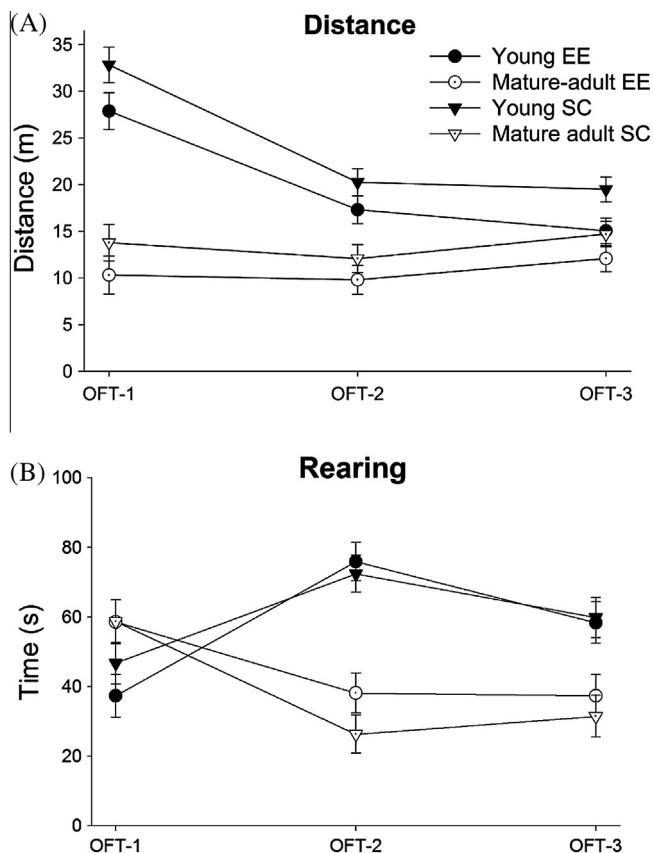 (A)
Distance
Young EE
Mature-adult EE
Young SC
Mature adult SC
Distance (m)
35
30
25
20
15
10
5
0
OFT-1 OFT-2 OFT-3
(B)
Rearing
Time (s)
100
80
60
40
20
0
OFT-1 OFT-2 OFT-3